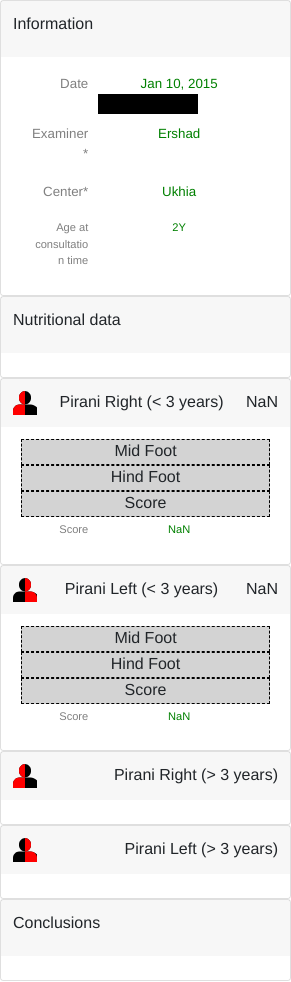 Information
Date Jan 10, 2015
Examiner Ershad
*
Center* Ukhia
Age at 2Y
consultatio
n time
Nutritional data
Pirani Right (< 3 years) NaN
Mid Foot
Hind Foot
Score
Score NaN
Pirani Left (< 3 years) NaN
Mid Foot
Hind Foot
Score
Score NaN
Pirani Right (> 3 years)
Pirani Left (> 3 years)
Conclusions